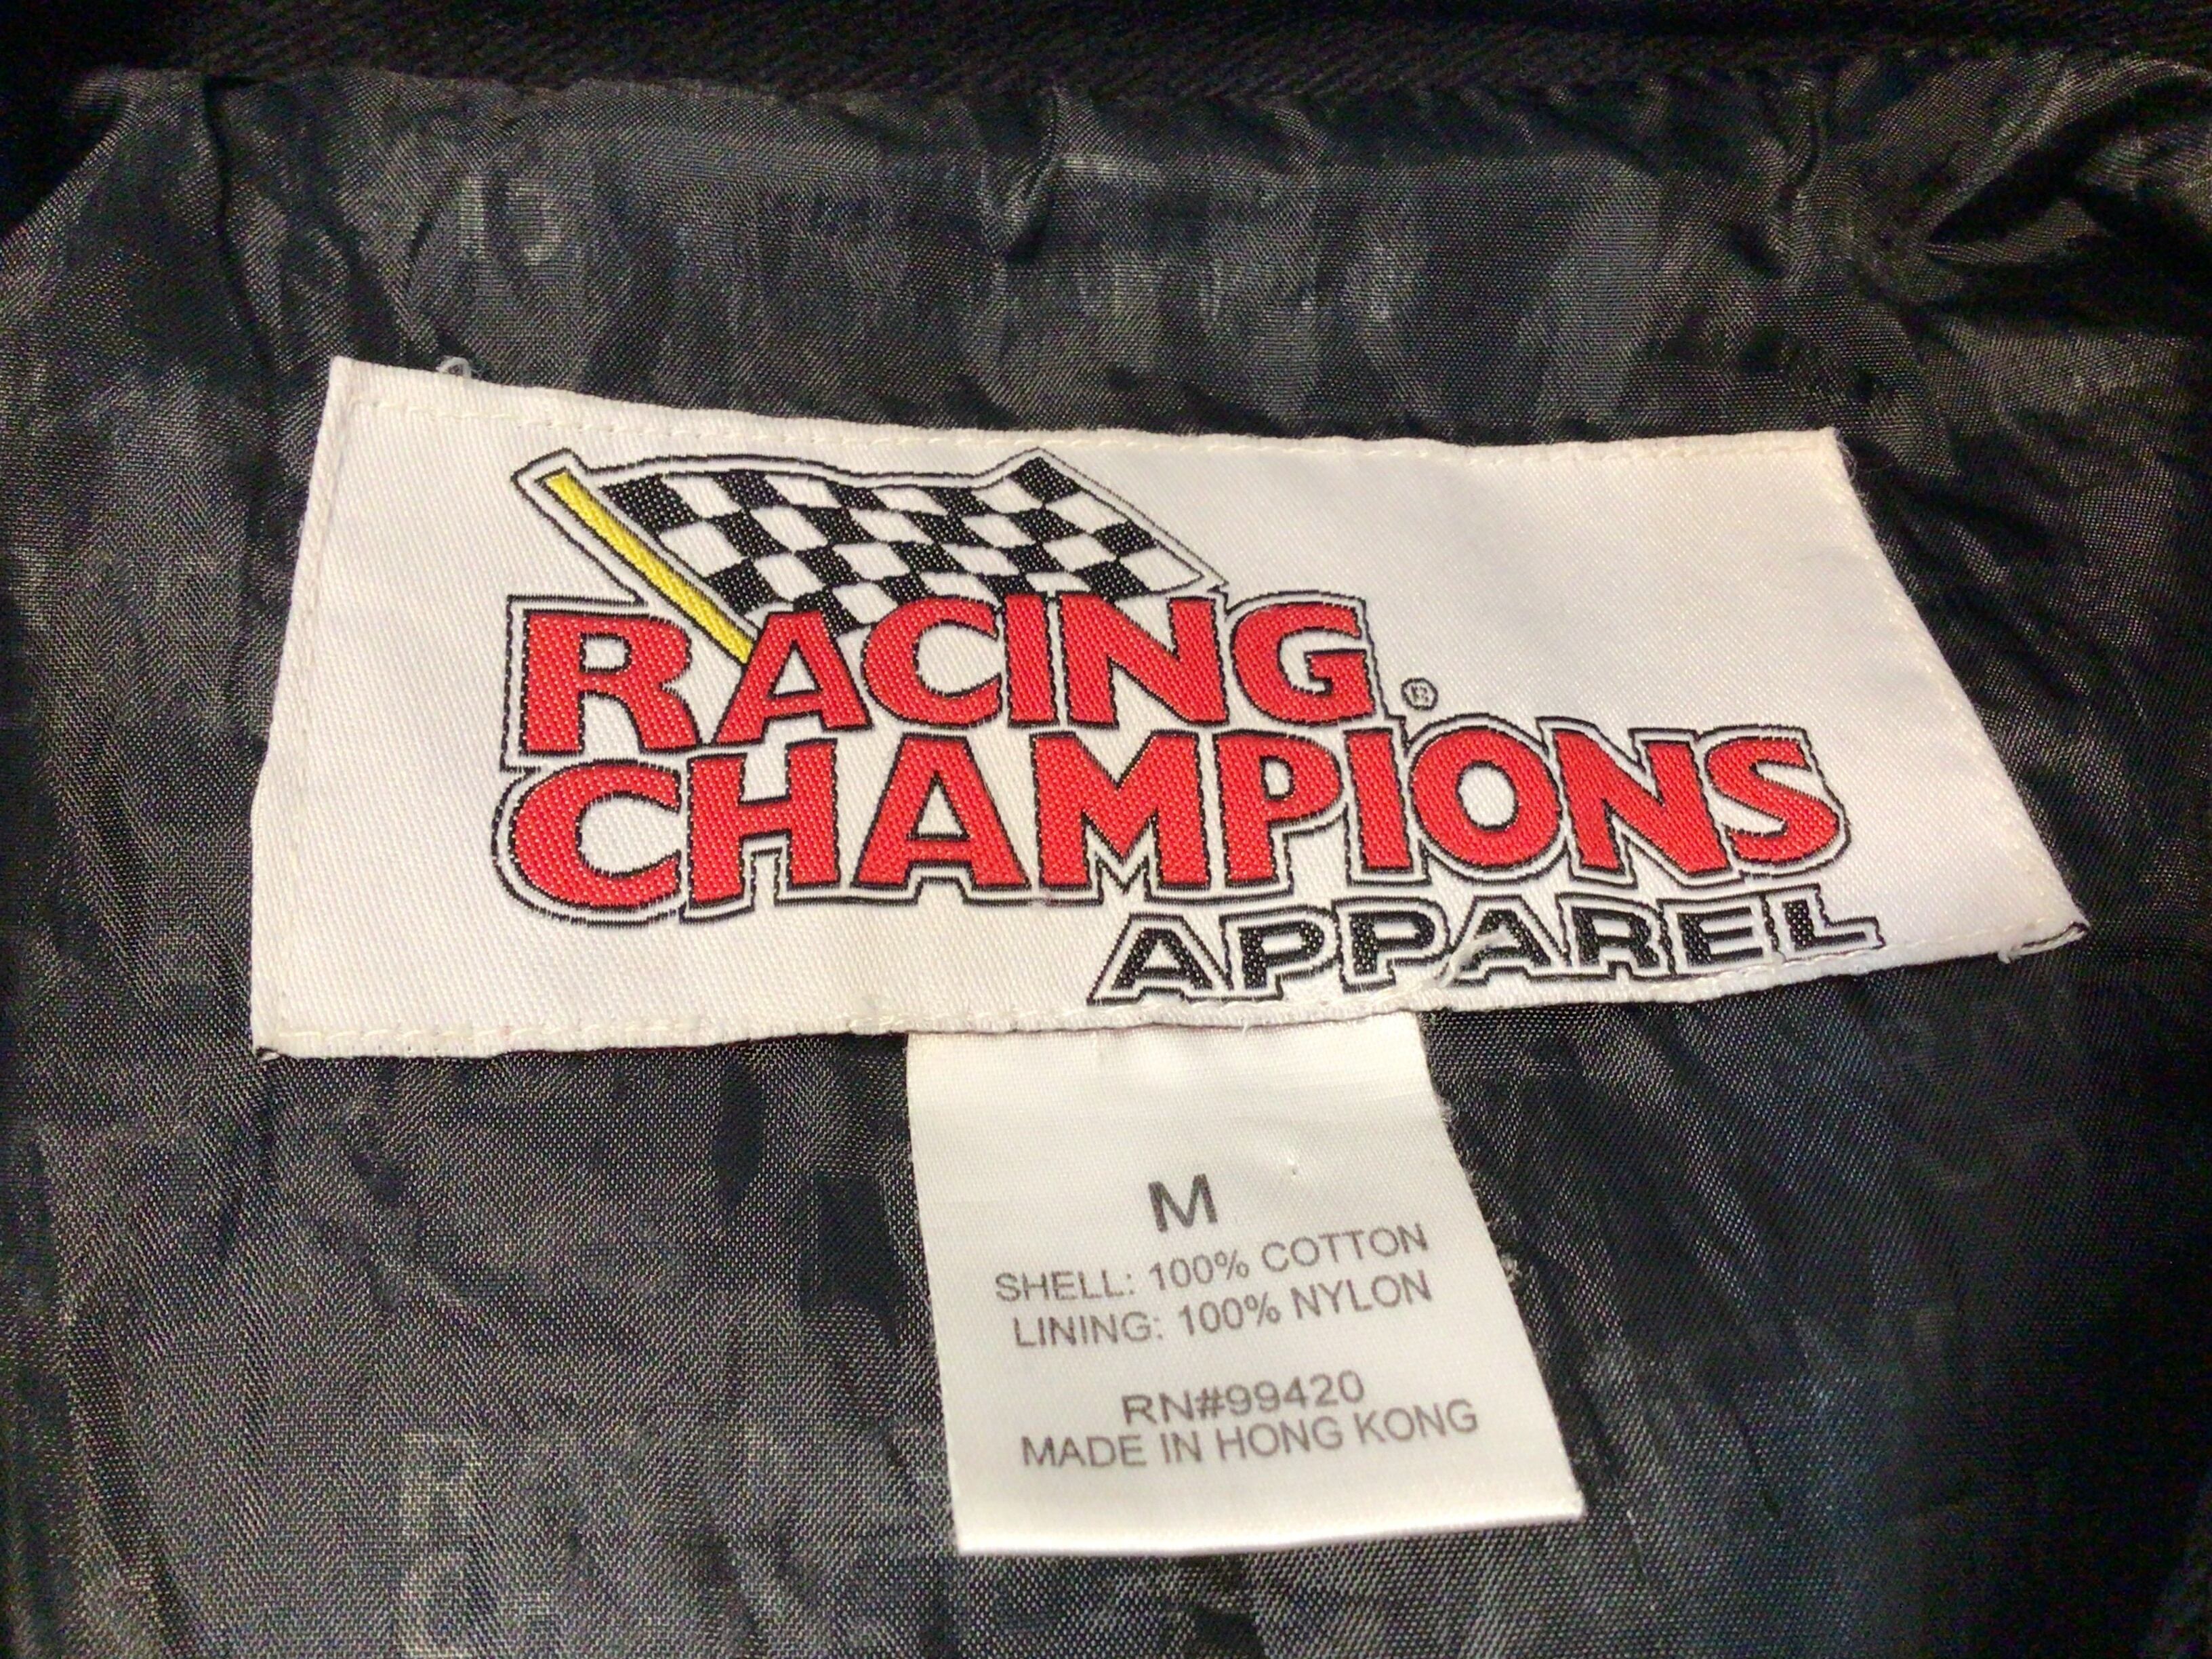 RACING ®
CHAMPIONS
APPAREL
M
SHELL: 100% COTTON
LINING: 100% NYLON
RN#99420
MADE IN HONG KONG